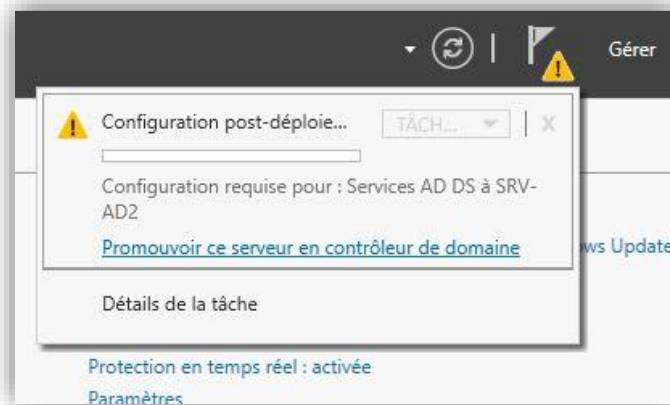 Gérer
Configuration post-déploie...
TÂCH...
X
Configuration requise pour : Services AD DS à SRV-
AD2
Promouvoir ce serveur en contrôleur de domaine
ows Update
Détails de la tâche
Protection en temps réel : activée
Paramètres